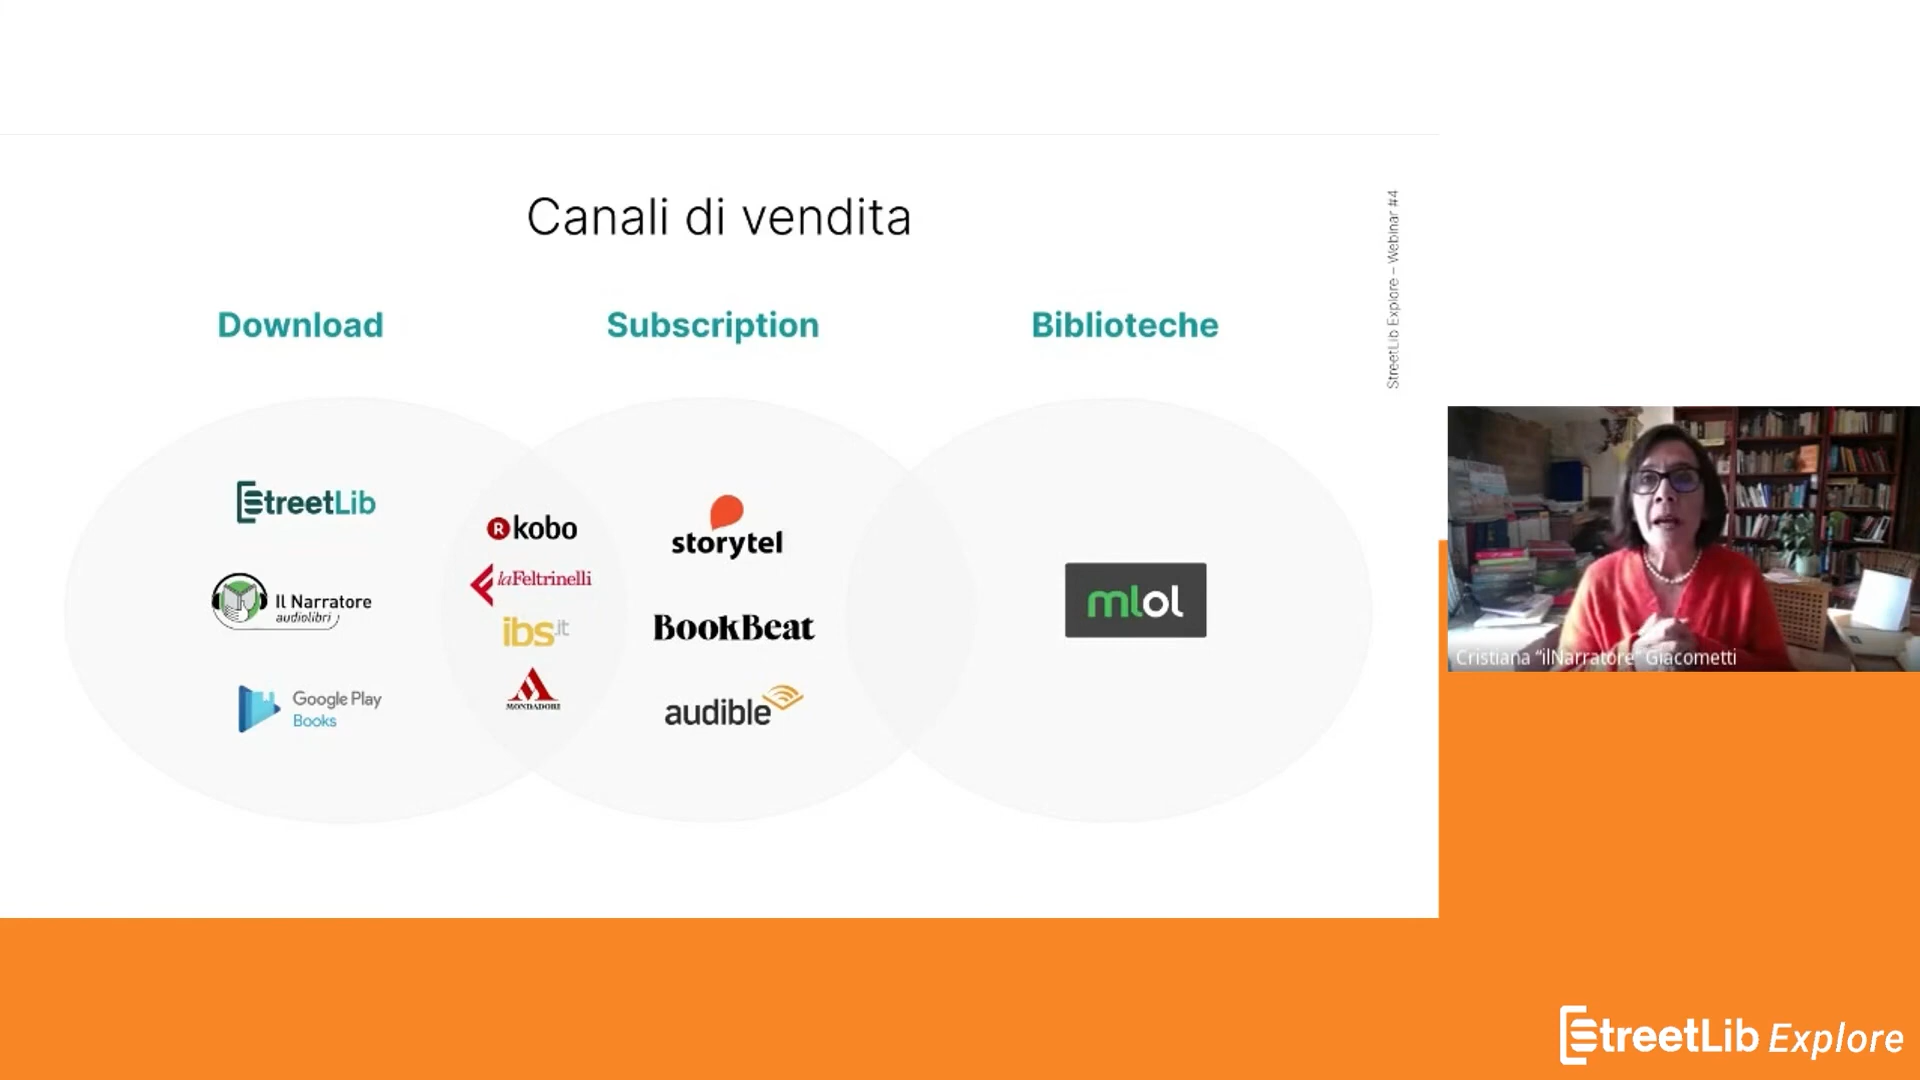 Canali di vendita
StreetLib Explore – Webinar #4
Download
Subscription
Biblioteche
StreetLib
Il Narratore
audiolibri
Google Play
Books
R kobo
laFeltrinelli
ibs.it
MONDADORI
storytel
BookBeat
audible
mlol
Cristiana “ilNarratore” Giacometti
StreetLib Explore